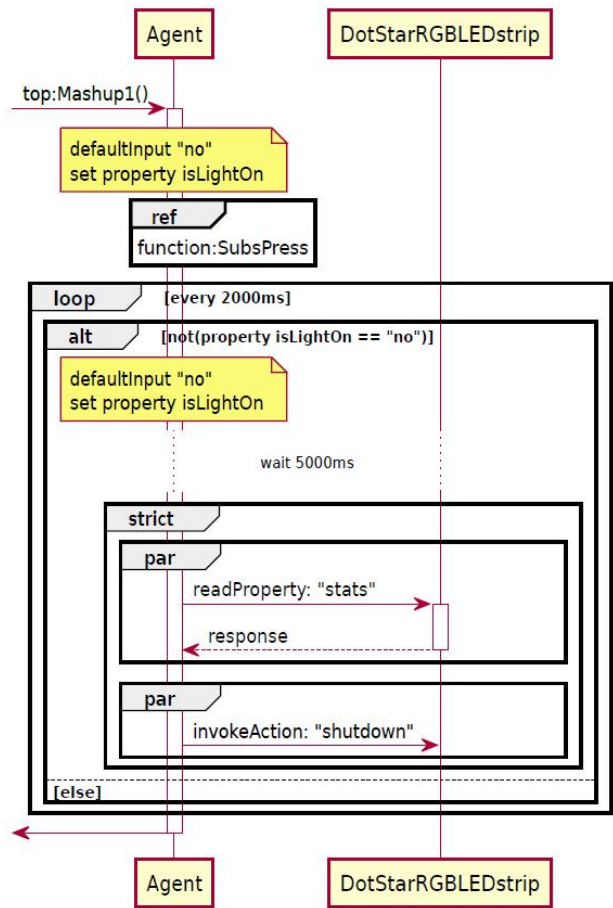 Agent
DotStarRGBLEDstrip
top:Mashup1()
defaultInput "no"
set property isLightOn
ref
function:SubsPress
loop
[every 2000ms]
alt
[not(property isLightOn == "no")]
defaultInput "no"
set property isLightOn
wait 5000ms
strict
par
readProperty: "stats"
response
par
invokeAction: "shutdown"
[else]
Agent
DotStarRGBLEDstrip